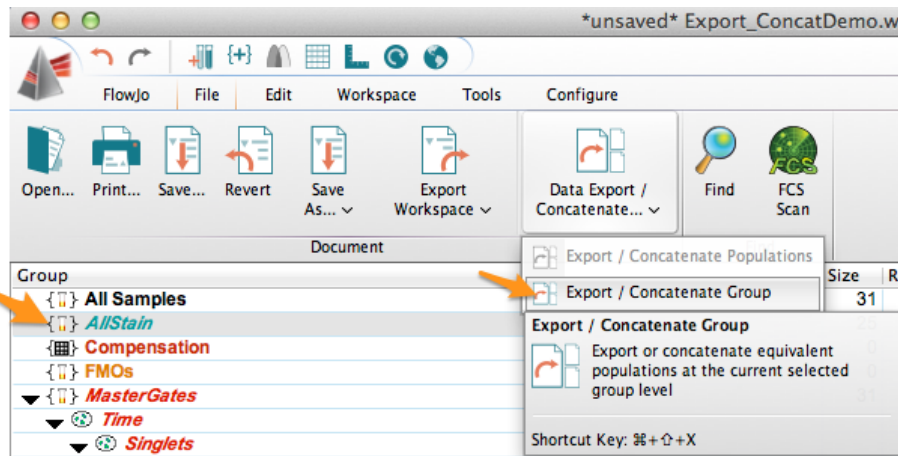 *unsaved* Export_ConcatDemo.w
FlowJo File Edit Workspace Tools Configure
Open... Print... Save... Revert Save As... Export Workspace Data Export / Concatenate... Find FCS Scan
FCS
Document
Export / Concatenate Populations
Group Size R
Export / Concatenate Group
{ } All Samples 31
{ } AllStain
Export / Concatenate Group
{ } Compensation
Export or concatenate equivalent
populations at the current selected
group level
{ } FMOs
{ } MasterGates
Time
Singlets
Shortcut Key: ⌘+⇧+X